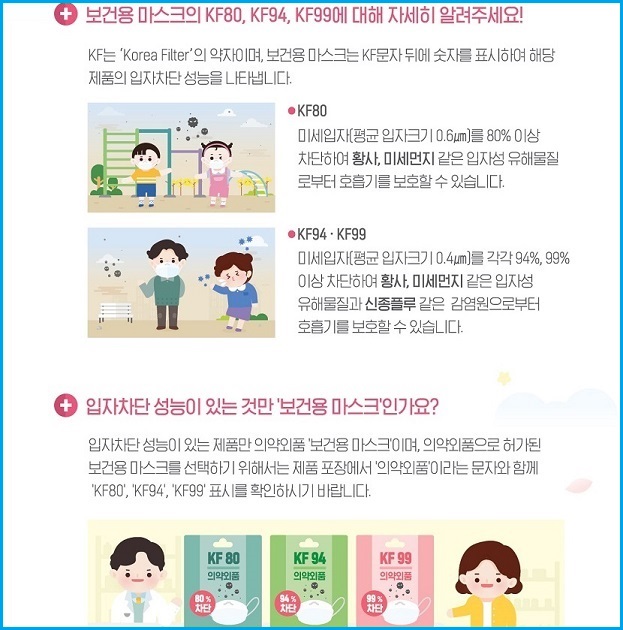 보건용 마스크의 KF80, KF94, KF99에 대해 자세히 알려주세요!
KF는 ‘Korea Filter’의 약자이며, 보건용 마스크는 KF문자 뒤에 숫자를 표시하여 해당
제품의 입자차단 성능을 나타냅니다.
KF80
미세입자(평균 입자크기 0.6㎛)를 80% 이상
차단하여 황사, 미세먼지 같은 입자성 유해물질
로부터 호흡기를 보호할 수 있습니다.
KF94 · KF99
미세입자(평균 입자크기 0.4㎛)를 각각 94%, 99%
이상 차단하여 황사, 미세먼지 같은 입자성
유해물질과 신종플루 같은 감염원으로부터
호흡기를 보호할 수 있습니다.
입자차단 성능이 있는 것만 '보건용 마스크'인가요?
입자차단 성능이 있는 제품만 의약외품 '보건용 마스크'이며, 의약외품으로 허가된
보건용 마스크를 선택하기 위해서는 제품 포장에서 '의약외품'이라는 문자와 함께
'KF80', 'KF94', 'KF99' 표시를 확인하시기 바랍니다.
KF 80
의약외품
80 %
차단
KF 94
의약외품
94 %
차단
KF 99
의약외품
99 %
차단